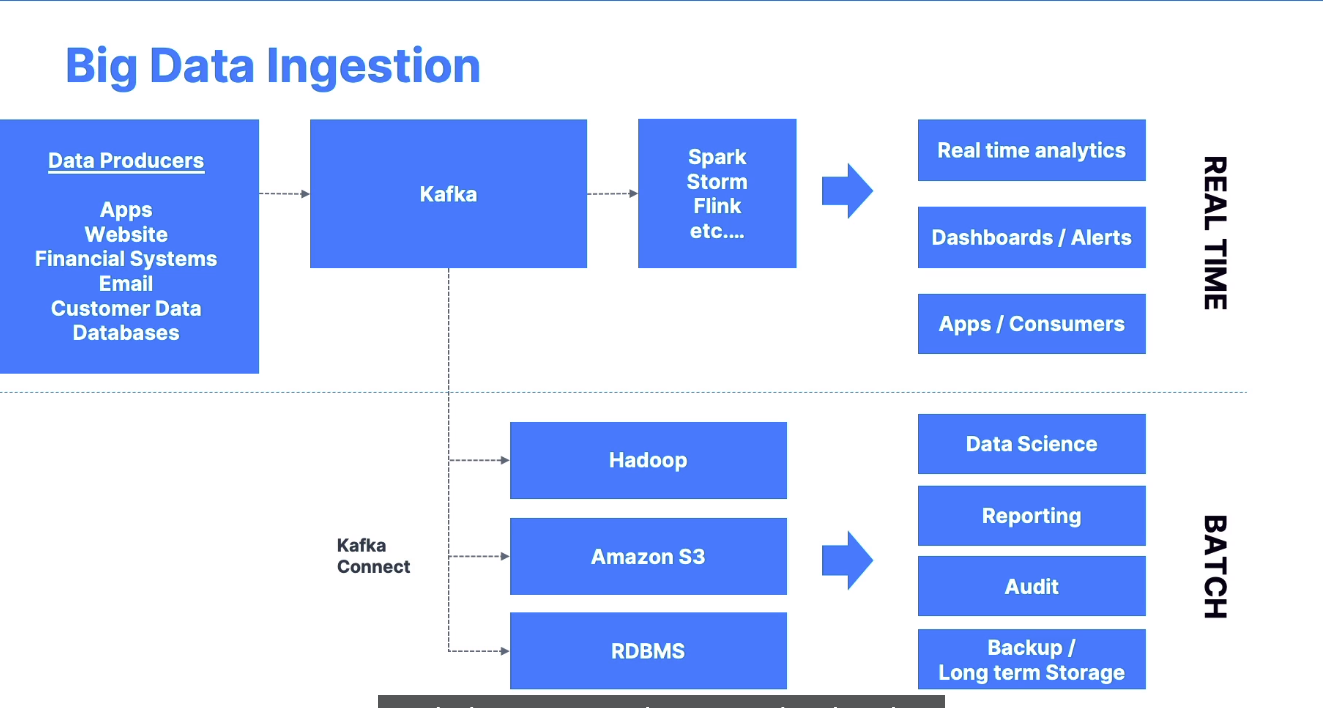 Big Data Ingestion
Data Producers
Apps
Website
Financial Systems
Email
Customer Data
Databases
Kafka
Spark
Storm
Flink
etc....
Real time analytics
Dashboards / Alerts
Apps / Consumers
REAL TIME
Kafka
Connect
Hadoop
Amazon S3
RDBMS
Data Science
Reporting
Audit
Backup /
Long term Storage
BATCH